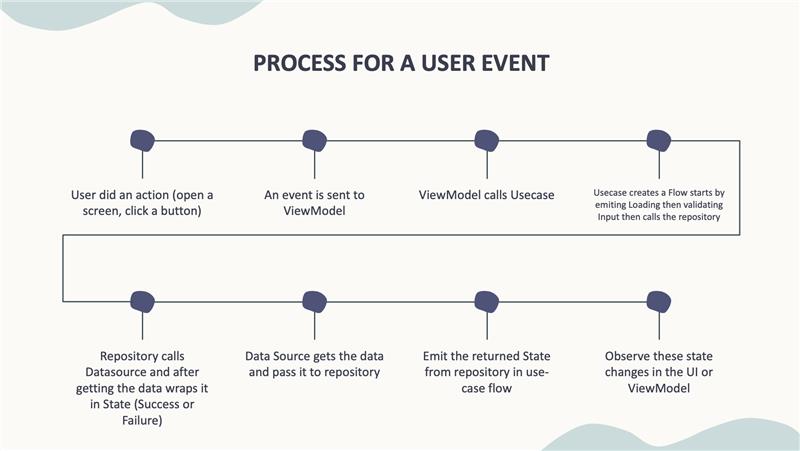 PROCESS FOR A USER EVENT
User did an action (open a
screen, click a button)
An event is sent to
ViewModel
ViewModel calls Usecase
Usecase creates a Flow starts by
emiting Loading then validating
Input then calls the repository
Repository calls
Datasource and after
getting the data wraps it
in State (Success or
Failure)
Data Source gets the data
and pass it to repository
Emit the returned State
from repository in use-
case flow
Observe these state
changes in the UI or
ViewModel